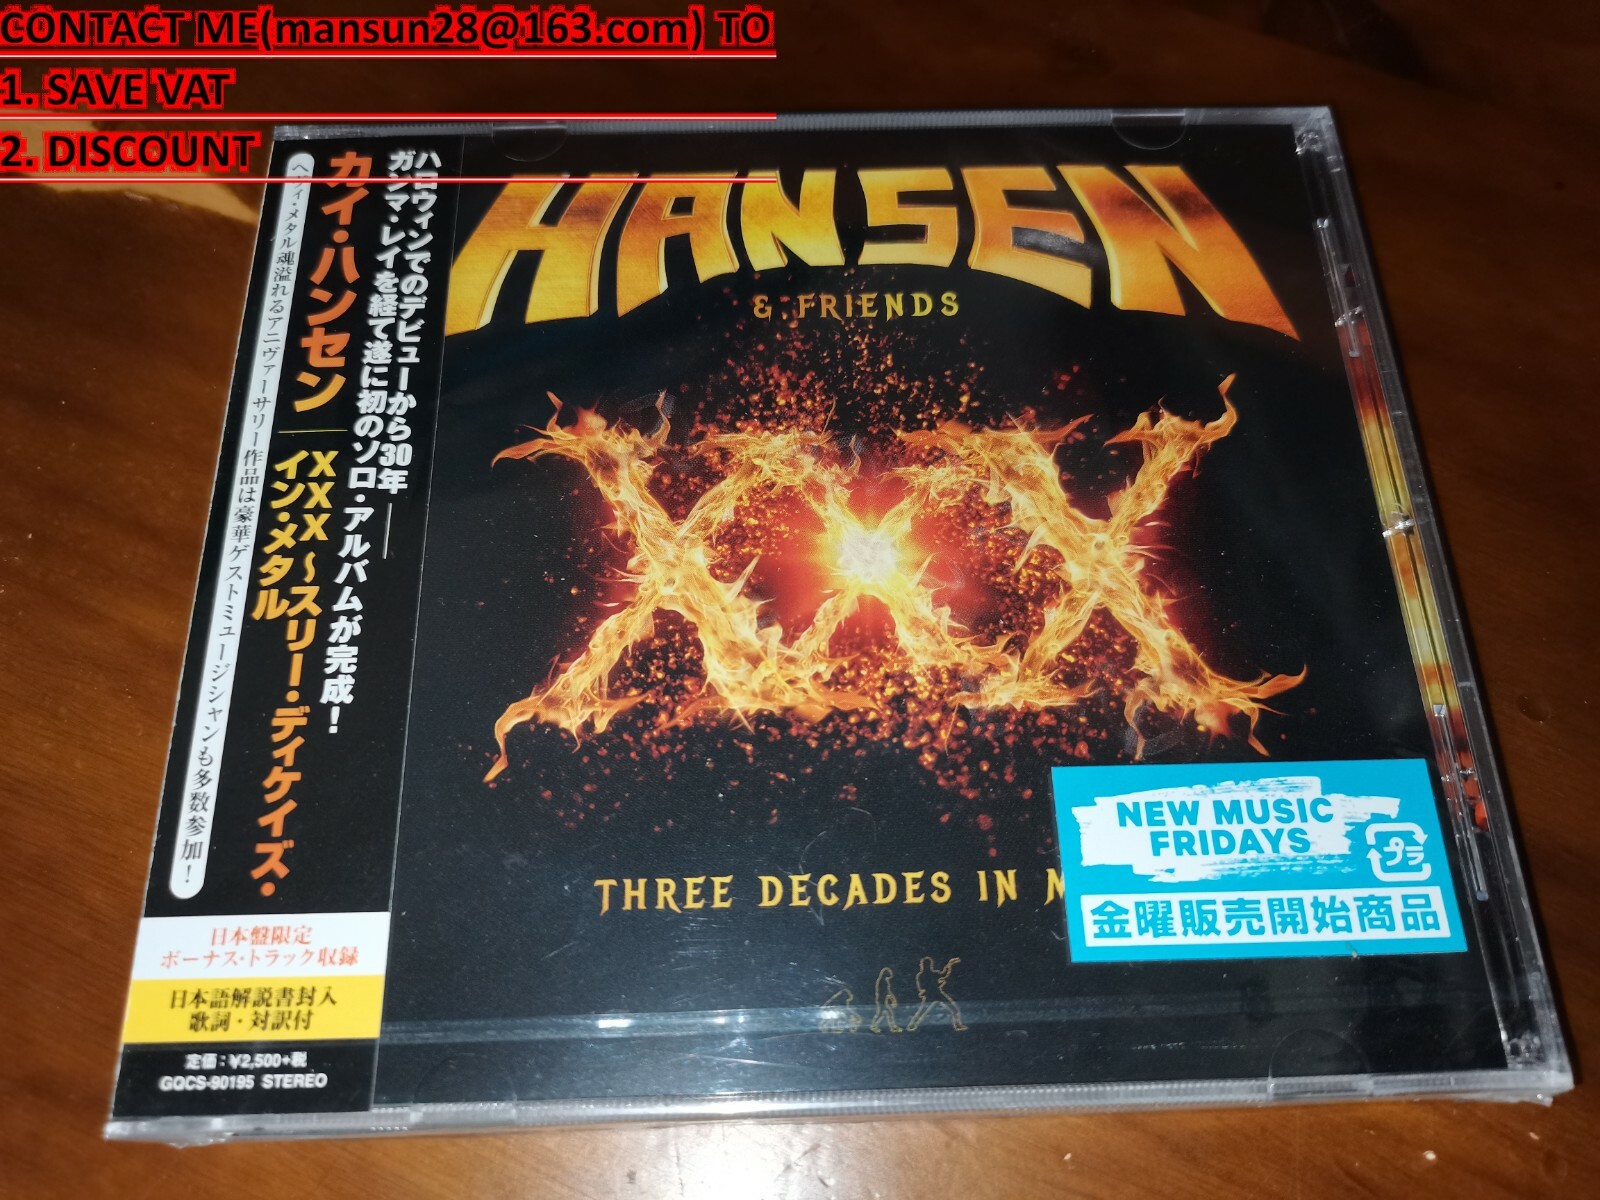 CONTACT ME(mansun28@163.com) TO
1. SAVE VAT
2. DISCOUNT
ハロウィンでのデビューから30年――
ガンマ・レイを経て遂に初のソロ・アルバムが完成！
カイ・ハンセン
XXX～スリー・ディケイズ・
イン・メタル
ヘヴィ・メタル魂溢れるアニヴァーサリー作品は豪華ゲストミュージシャンも多数参加！
日本盤限定
ボーナス・トラック収録
日本語解説書封入
歌詞・対訳付
定価：¥2,500+税
GQCS-90195 STEREO
HANSEN
& FRIENDS
XXX
THREE DECADES IN M
NEW MUSIC
FRIDAYS
プラ
金曜販売開始商品